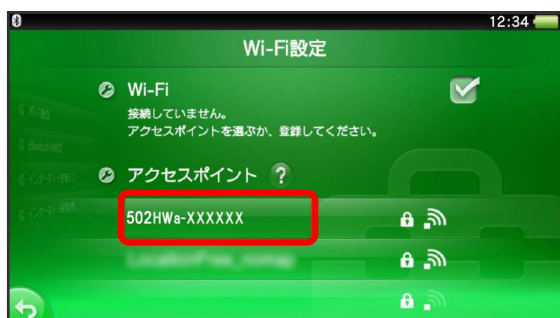 12:34
Wi-Fi設定
Wi-Fi
接続していません。
アクセスポイントを選ぶか、登録してください。
アクセスポイント ?
502HWa-XXXXXX